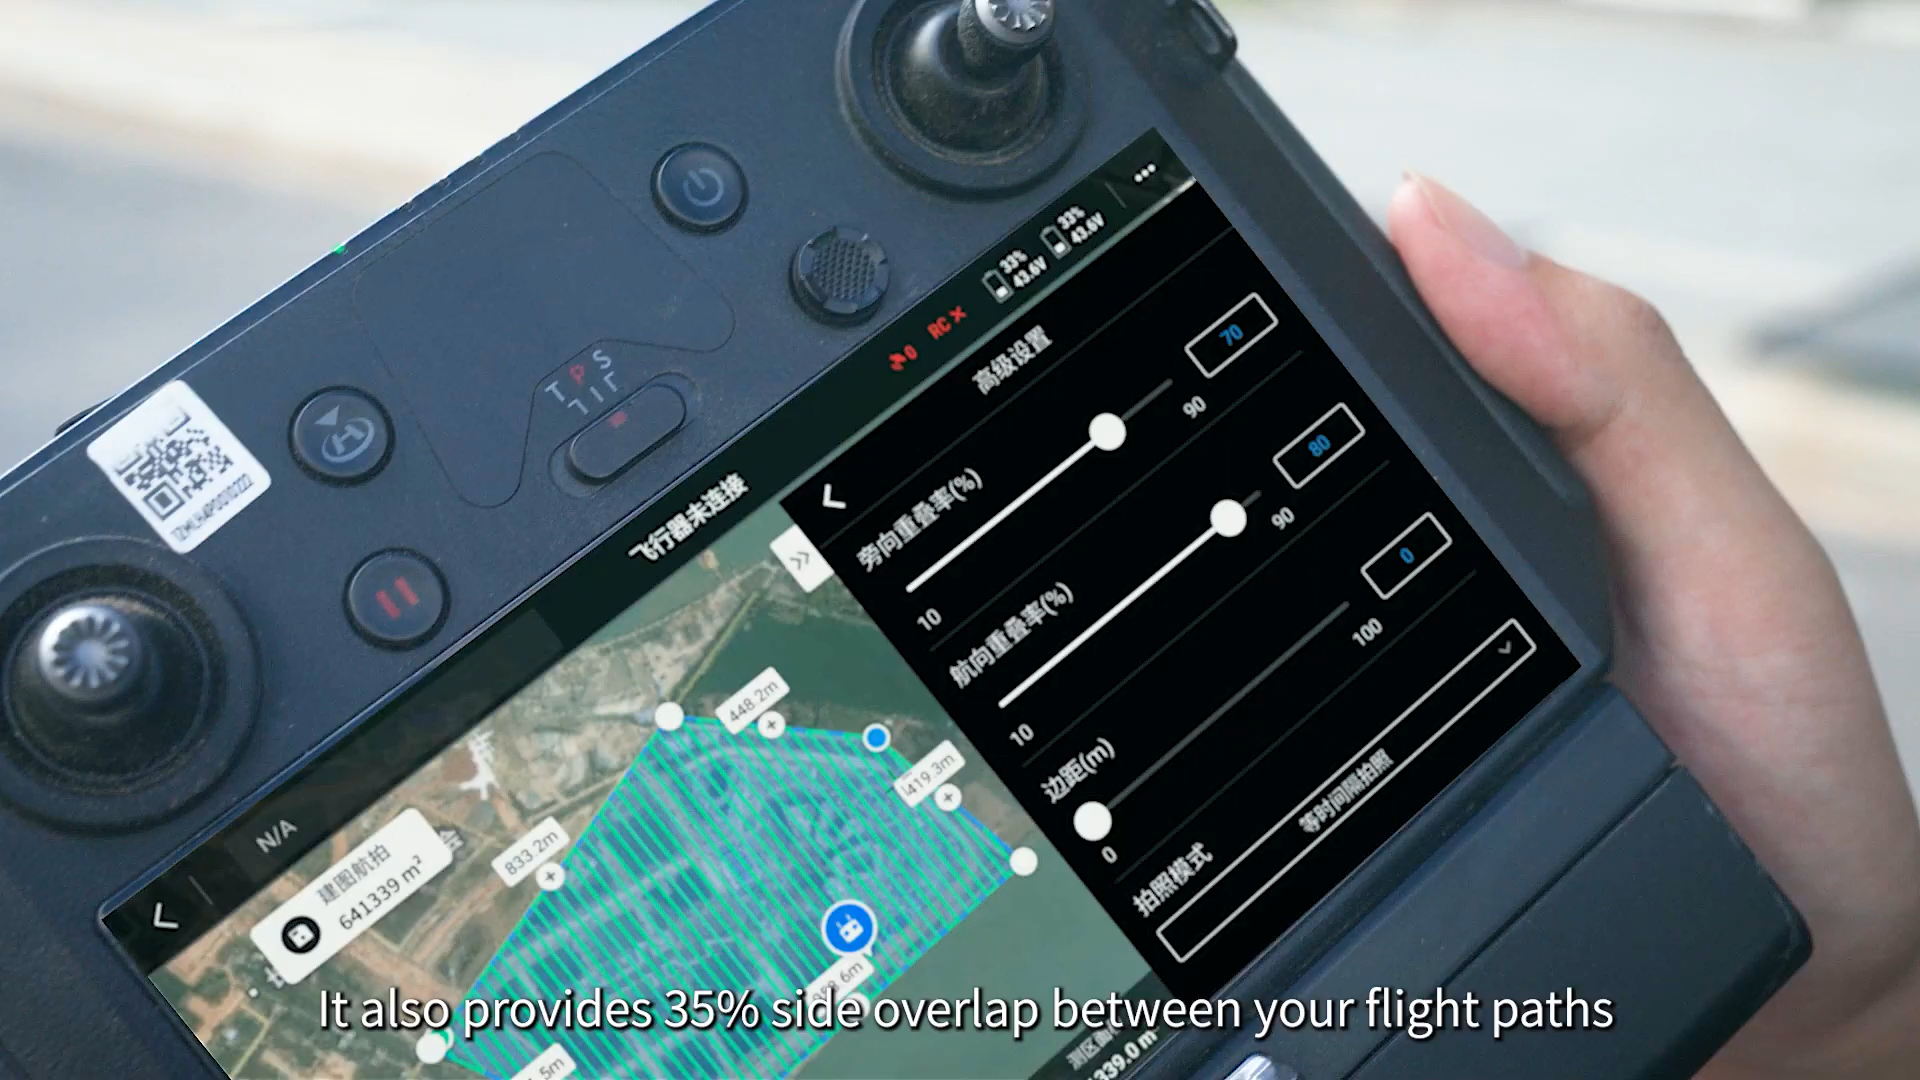 T P S
TZMLH4P00010222
33%
43.6V
33%
43.6V
0 RC
飞行器未连接
N/A
高级设置
旁向重叠率(%)
70
10
90
航向重叠率(%)
80
10
90
边距(m)
0
0
100
拍照模式
等时间隔拍照
建图航拍
641339 m²
448.2m
419.3m
833.2m
It also provides 35% side overlap between your flight paths